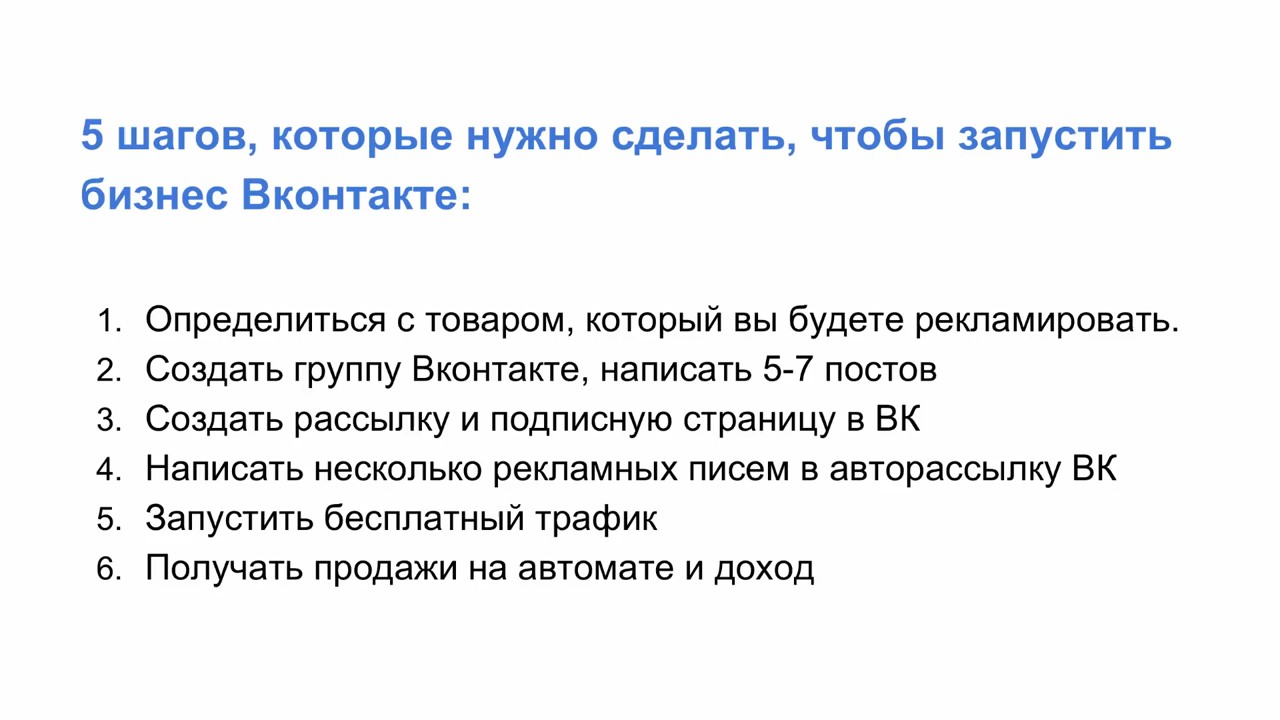 5 шагов, которые нужно сделать, чтобы запустить
бизнес Вконтакте:
1. Определиться с товаром, который вы будете рекламировать.
2. Создать группу Вконтакте, написать 5-7 постов
3. Создать рассылку и подписную страницу в ВК
4. Написать несколько рекламных писем в авторассылку ВК
5. Запустить бесплатный трафик
6. Получать продажи на автомате и доход